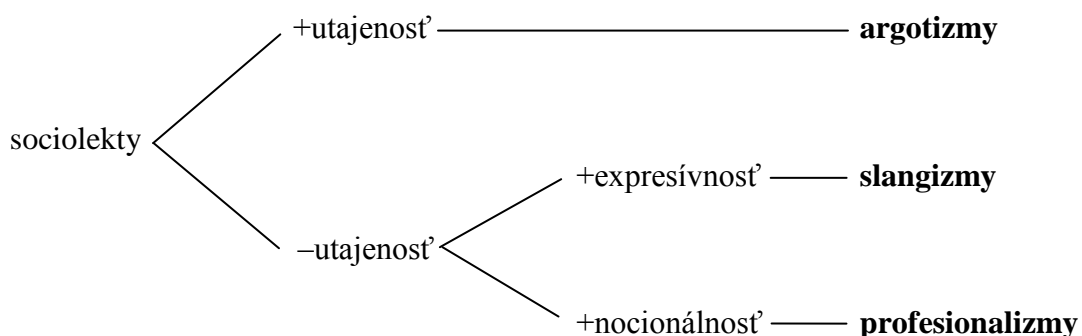 +utajenosť argotizmy
sociolekty
+expresívnosť slangizmy
–utajenosť
+nocionálnosť profesionalizmy